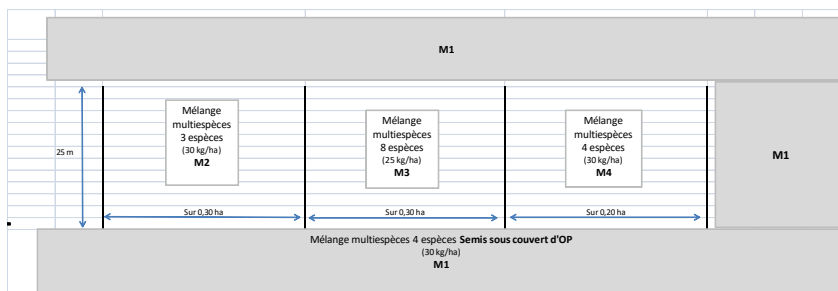 M1
Mélange
multiespèces
3 espèces
(30 kg/ha)
M2
Mélange
multiespèces
8 espèces
(25 kg/ha)
M3
Mélange
multiespèces
4 espèces
(30 kg/ha)
M4
M1
25 m
Sur 0,30 ha
Sur 0,30 ha
Sur 0,20 ha
Mélange multiespèces 4 espèces Semis sous couvert d'OP
(30 kg/ha)
M1